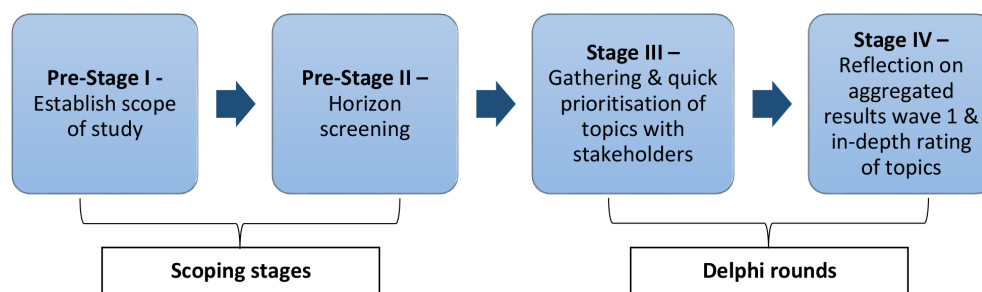 Pre-Stage I -
Establish scope
of study
Pre-Stage II –
Horizon
screening
Stage III –
Gathering & quick
prioritisation of
topics with
stakeholders
Stage IV –
Reflection on
aggregated
results wave 1 &
in-depth rating
of topics
Scoping stages
Delphi rounds